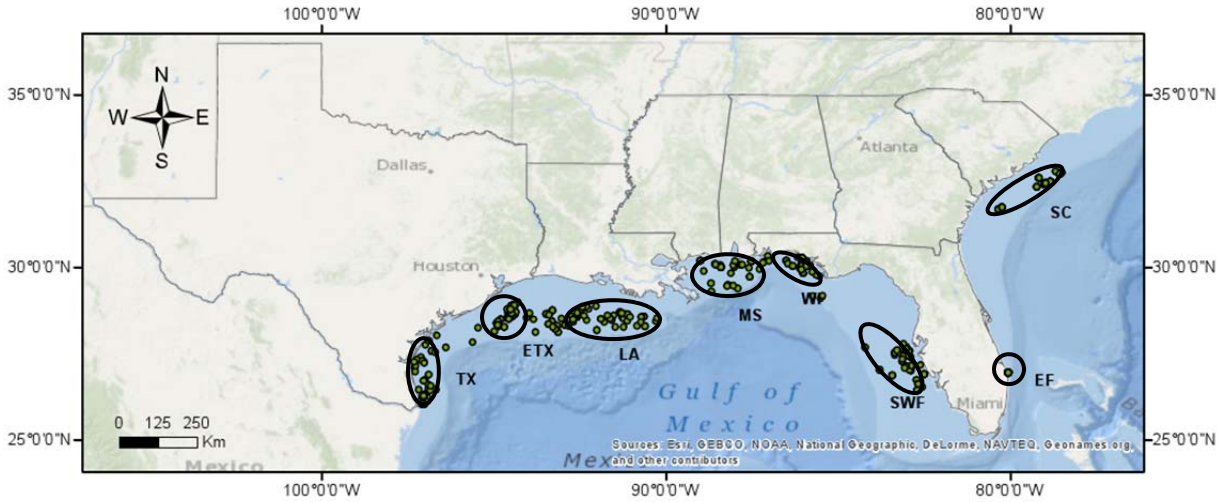 100°0'0"W 90°0'0"W 80°0'0"W
N
W E
S
35°0'0"N 35°0'0"N
Dallas
Atlanta
SC
30°0'0"N 30°0'0"N
Houston
MS
ETX LA
TX SWF EF
Gulf of
Mexico
Miami
0 125 250
Km
25°0'0"N 25°0'0"N
Sources: Esri, GEBCO, NOAA, National Geographic, DeLorme, NAVTEQ, Geonames.org,
and other contributors
100°0'0"W 90°0'0"W 80°0'0"W